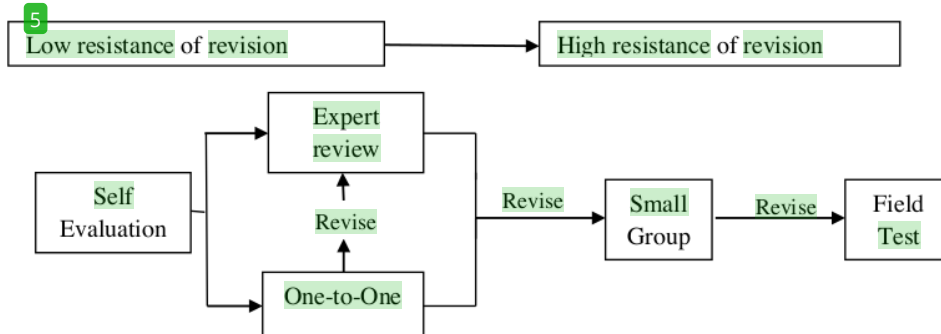 5
Low resistance of revision
High resistance of revision
Expert
review
Self
Evaluation
Revise
One-to-One
Revise
Small
Group
Revise
Field
Test